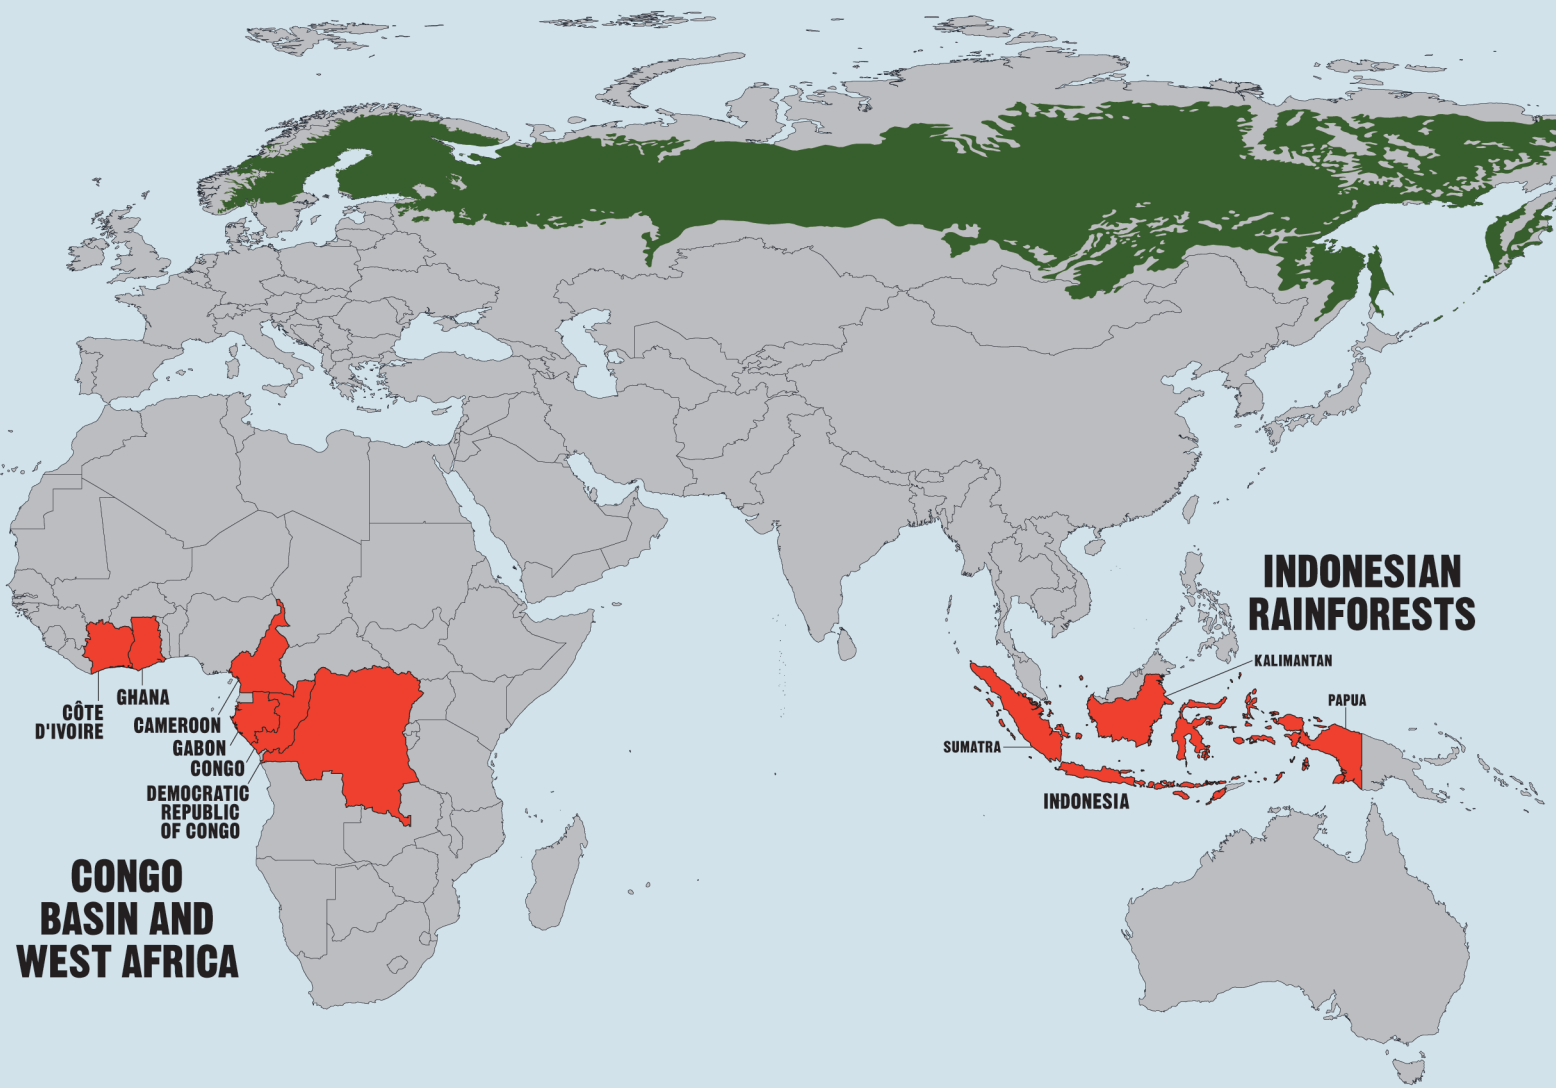 INDONESIAN
RAINFORESTS
KALIMANTAN
PAPUA
SUMATRA
INDONESIA
CÔTE
D'IVOIRE
GHANA
CAMEROON
GABON
CONGO
DEMOCRATIC
REPUBLIC
OF CONGO
CONGO
BASIN AND
WEST AFRICA